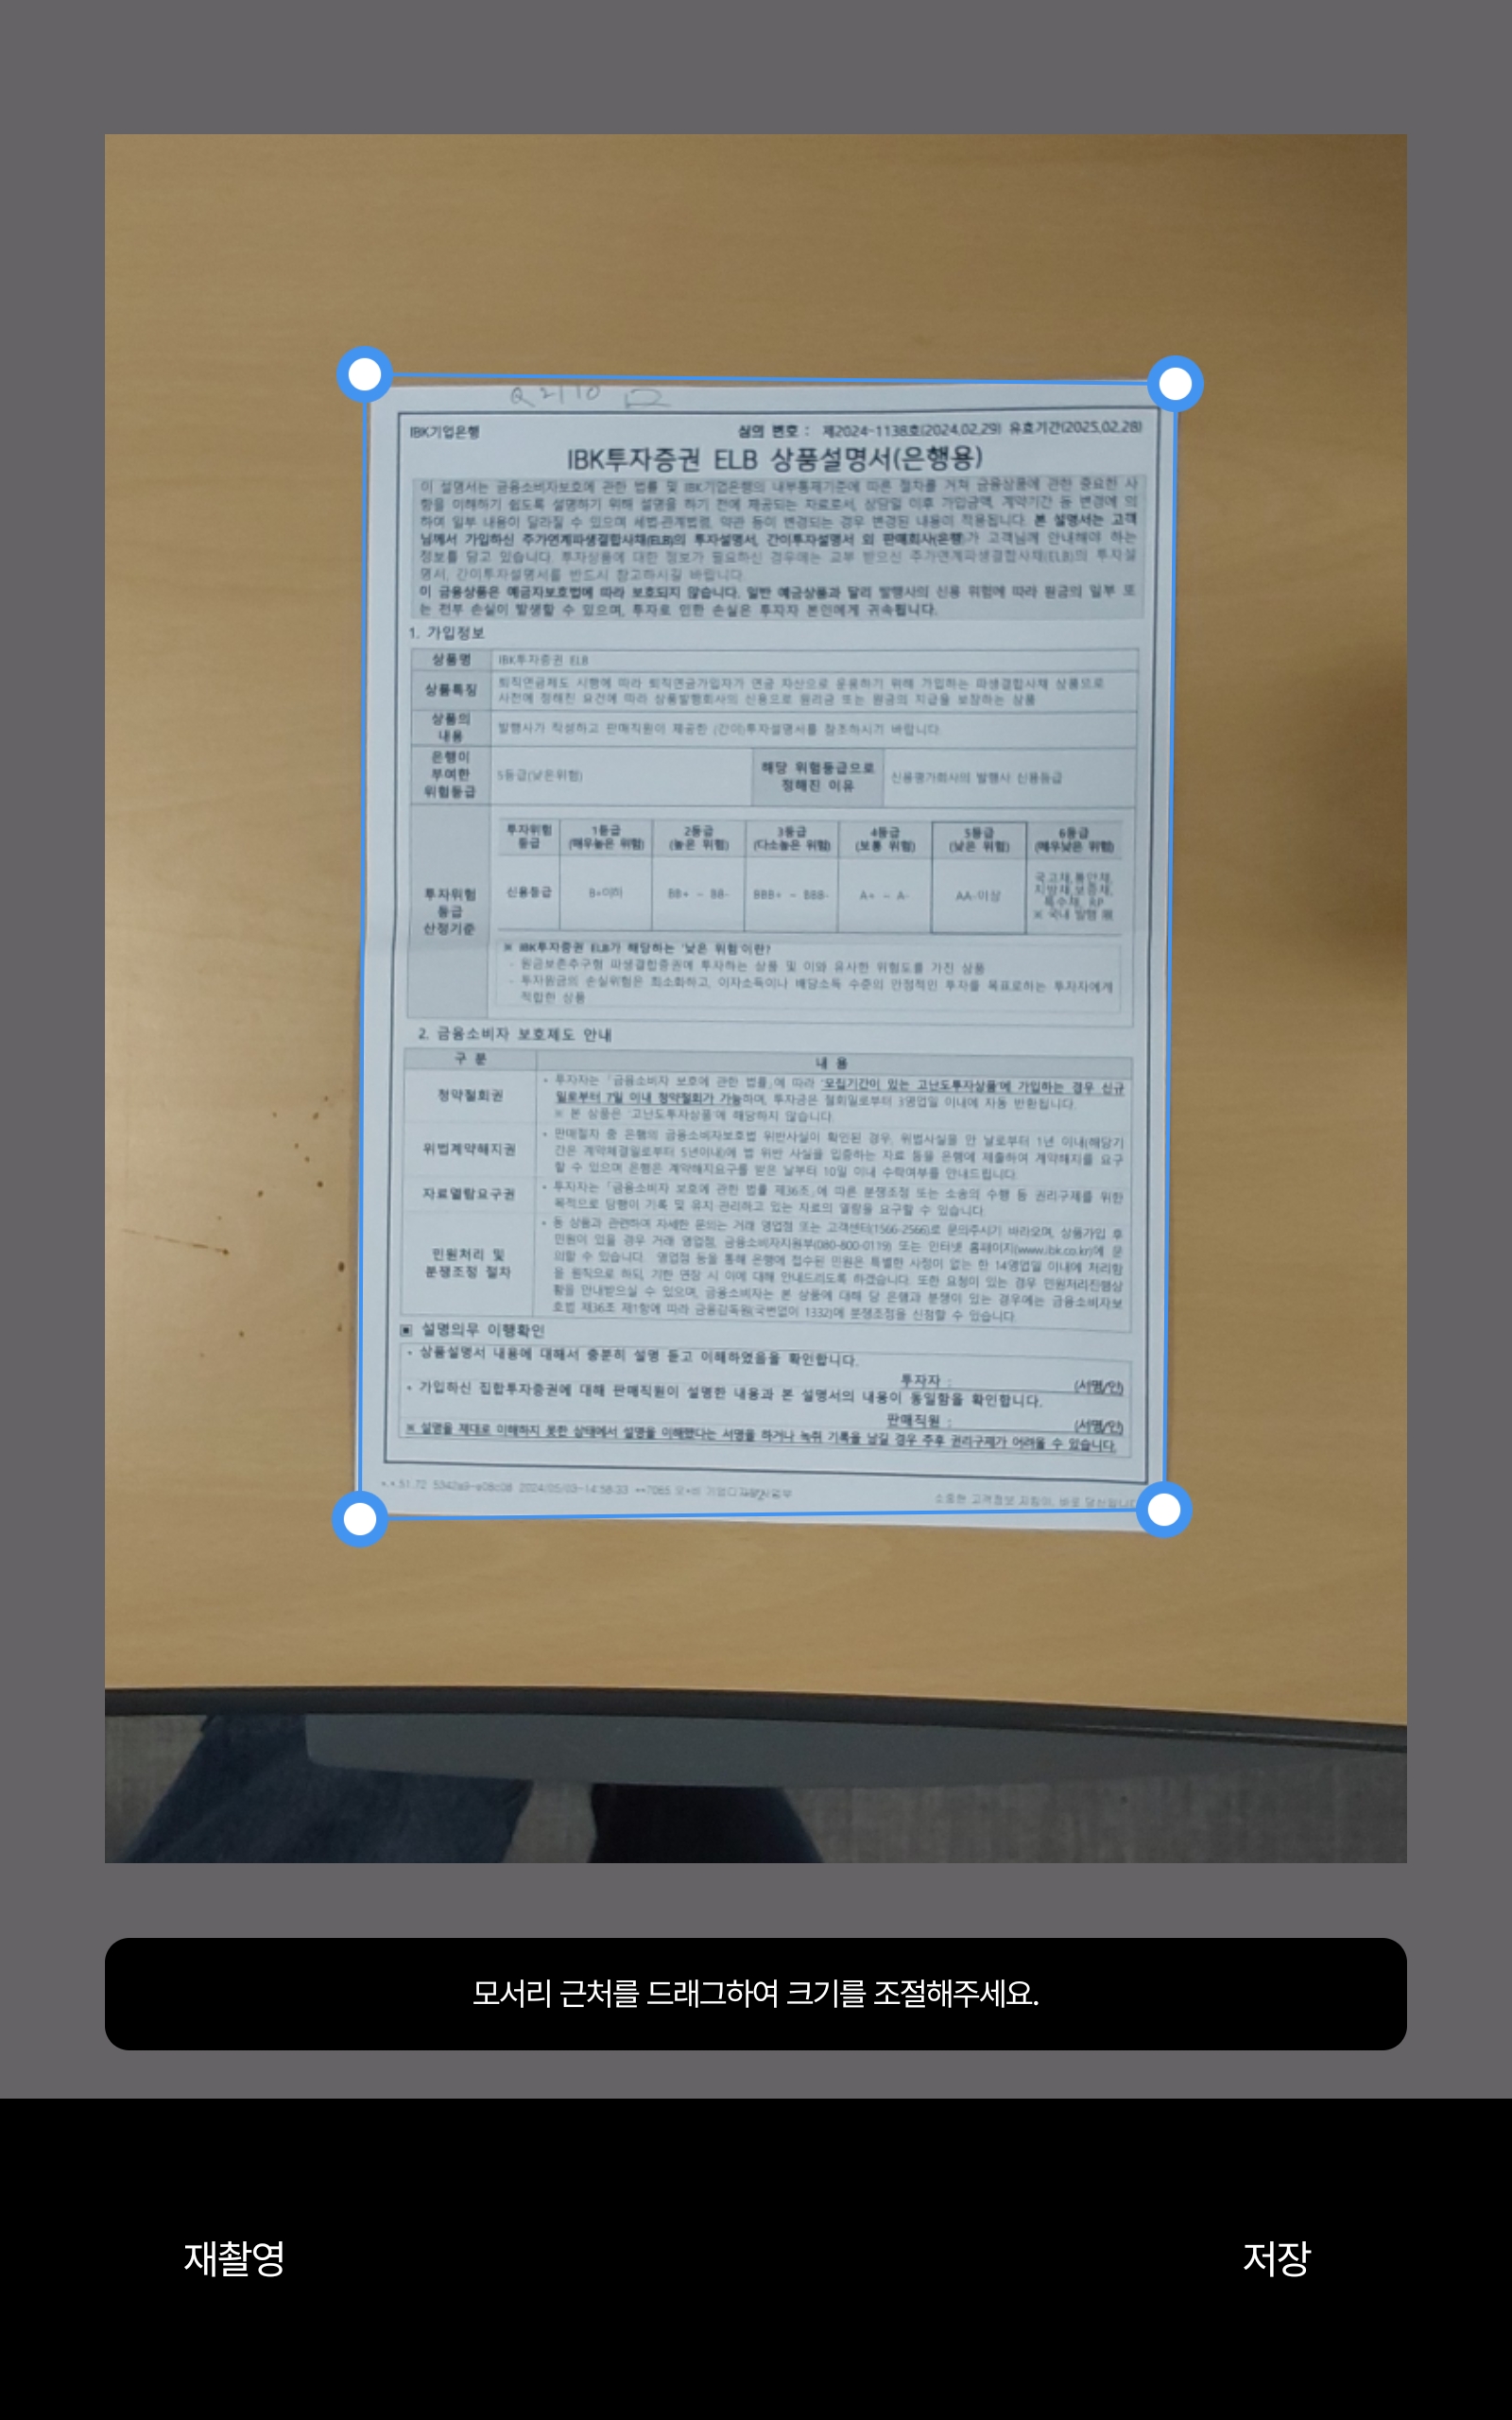 Q 2/10
IBK기업은행
심의 번호 : 제2024-1138호(2024.02.29) 유효기간(2025.02.28)
IBK투자증권 ELB 상품설명서(은행용)
이 설명서는 금융소비자보호에 관한 법률 및 IBK기업은행의 내부통제기준에 따른 절차를 거쳐 금융상품에 관한 중요한 사
항을 이해하기 쉽도록 설명하기 위해 설명을 하기 전에 제공되는 자료로서, 상담일 이후 가입금액, 계약기간 등 변경에 의
하여 일부 내용이 달라질 수 있으며 세법·관계법령, 약관 등이 변경되는 경우 변경된 내용이 적용됩니다. 본 설명서는 고객
님께서 가입하신 주가연계파생결합사채(ELB)의 투자설명서, 간이투자설명서 외 판매회사(은행)가 고객님께 안내해야 하는
정보를 담고 있습니다. 투자상품에 대한 정보가 필요하신 경우에는 교부 받으신 주가연계파생결합사채(ELB)의 투자설
명서, 간이투자설명서를 반드시 참고하시길 바랍니다.
이 금융상품은 예금자보호법에 따라 보호되지 않습니다. 일반 예금상품과 달리 발행사의 신용 위험에 따라 원금의 일부 또
는 전부 손실이 발생할 수 있으며, 투자로 인한 손실은 투자자 본인에게 귀속됩니다.
1. 가입정보
상품명 IBK투자증권 ELB
상품특징 퇴직연금제도 시행에 따라 퇴직연금가입자가 연금 자산으로 운용하기 위해 가입하는 파생결합사채 상품으로
사전에 정해진 요건에 따라 상품발행회사의 신용으로 원리금 또는 원금의 지급을 보장하는 상품
상품의
내용
발행사가 작성하고 판매직원이 제공한 (간이)투자설명서를 참조하시기 바랍니다.
은행이
부여한
위험등급
5등급(낮은위험)
해당 위험등급으로
정해진 이유
신용평가회사의 발행사 신용등급
투자위험
등급
산정기준
투자위험
등급
1등급
(매우높은 위험)
2등급
(높은 위험)
3등급
(다소높은 위험)
4등급
(보통 위험)
5등급
(낮은 위험)
6등급
(매우낮은 위험)
신용등급 B+이하 BB+ ~ BB- BBB+ ~ BBB- A+ ~ A- AA-이상
국고채,통안채,
지방채,보증채,
특수채, RP
※ 국내 발행 限
※ IBK투자증권 ELB가 해당하는 '낮은 위험'이란?
- 원금보존추구형 파생결합증권에 투자하는 상품 및 이와 유사한 위험도를 가진 상품
- 투자원금의 손실위험은 최소화하고, 이자소득이나 배당소득 수준의 안정적인 투자를 목표로하는 투자자에게
적합한 상품
2. 금융소비자 보호제도 안내
구 분 내 용
청약철회권
• 투자자는 「금융소비자 보호에 관한 법률」에 따라 '모집기간이 있는 고난도투자상품'에 가입하는 경우 신규
일로부터 7일 이내 청약철회가 가능하며, 투자금은 철회일로부터 3영업일 이내에 자동 반환됩니다.
※ 본 상품은 '고난도투자상품'에 해당하지 않습니다.
위법계약해지권
• 판매절차 중 은행의 금융소비자보호법 위반사실이 확인된 경우, 위법사실을 안 날로부터 1년 이내(해당기
간은 계약체결일로부터 5년이내)에 법 위반 사실을 입증하는 자료 등을 은행에 제출하여 계약해지를 요구
할 수 있으며 은행은 계약해지요구를 받은 날부터 10일 이내 수락여부를 안내드립니다.
자료열람요구권
• 투자자는 「금융소비자 보호에 관한 법률 제36조」에 따른 분쟁조정 또는 소송의 수행 등 권리구제를 위한
목적으로 당행이 기록 및 유지·관리하고 있는 자료의 열람을 요구할 수 있습니다.
민원처리 및
분쟁조정 절차
• 동 상품과 관련하여 자세한 문의는 거래 영업점 또는 고객센터(1566-2566)로 문의주시기 바라오며, 상품가입 후
민원이 있을 경우 거래 영업점, 금융소비자지원부(080-800-0119) 또는 인터넷 홈페이지(www.ibk.co.kr)에 문
의할 수 있습니다. 영업점 등을 통해 은행에 접수된 민원은 특별한 사정이 없는 한 14영업일 이내에 처리함
을 원칙으로 하되, 기한 연장 시 이에 대해 안내드리도록 하겠습니다. 또한 요청이 있는 경우 민원처리진행상
황을 안내받으실 수 있으며, 금융소비자는 본 상품에 대해 당 은행과 분쟁이 있는 경우에는 금융소비자보
호법 제36조 제1항에 따라 금융감독원(국번없이 1332)에 분쟁조정을 신청할 수 있습니다.
▣ 설명의무 이행확인
• 상품설명서 내용에 대해서 충분히 설명 듣고 이해하였음을 확인합니다.
투자자 : (서명/인)
• 가입하신 집합투자증권에 대해 판매직원이 설명한 내용과 본 설명서의 내용이 동일함을 확인합니다.
판매직원 : (서명/인)
※ 설명을 제대로 이해하지 못한 상태에서 설명을 이해했다는 서명을 하거나 녹취 기록을 남길 경우 추후 권리구제가 어려울 수 있습니다.
2024/05/03-14:58:33
소중한 고객정보 지킴이, 바로 당신입니다
모서리 근처를 드래그하여 크기를 조절해주세요.
재촬영
저장